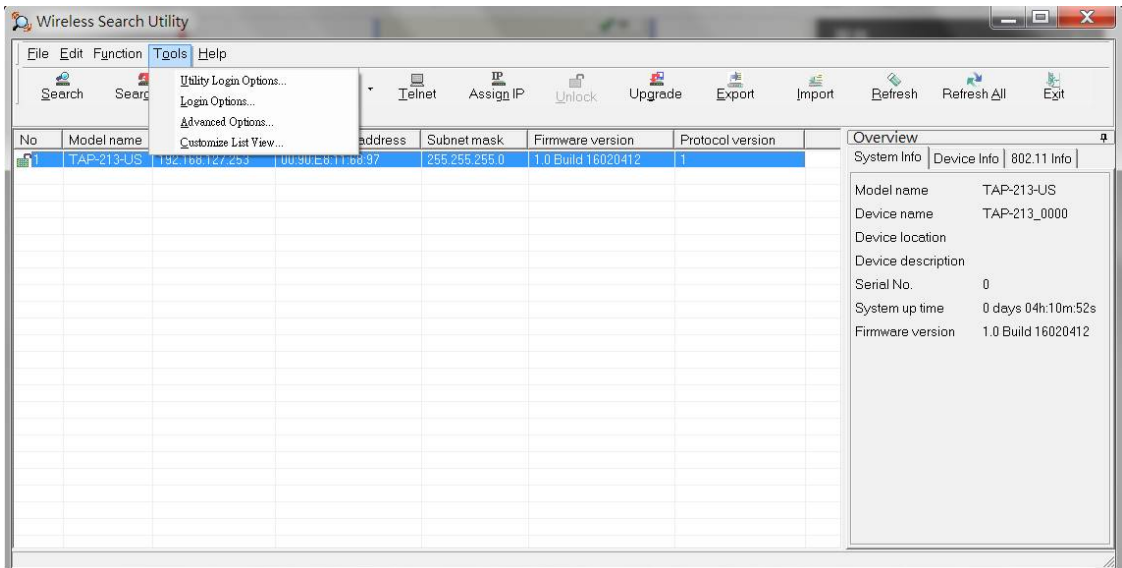 Wireless Search Utility
File Edit Function Tools Help
Search Searc Telnet Assign IP Unlock Upgrade Export Import Refresh Refresh All Exit
Utility Login Options...
Login Options...
Advanced Options...
Customize List View...
No Model name address Subnet mask Firmware version Protocol version
1 TAP-213-US 192.168.127.253 00:90:E8:11:68:97 255.255.255.0 1.0 Build 16020412 1
Overview
System Info Device Info 802.11 Info
Model name TAP-213-US
Device name TAP-213_0000
Device location
Device description
Serial No. 0
System up time 0 days 04h:10m:52s
Firmware version 1.0 Build 16020412